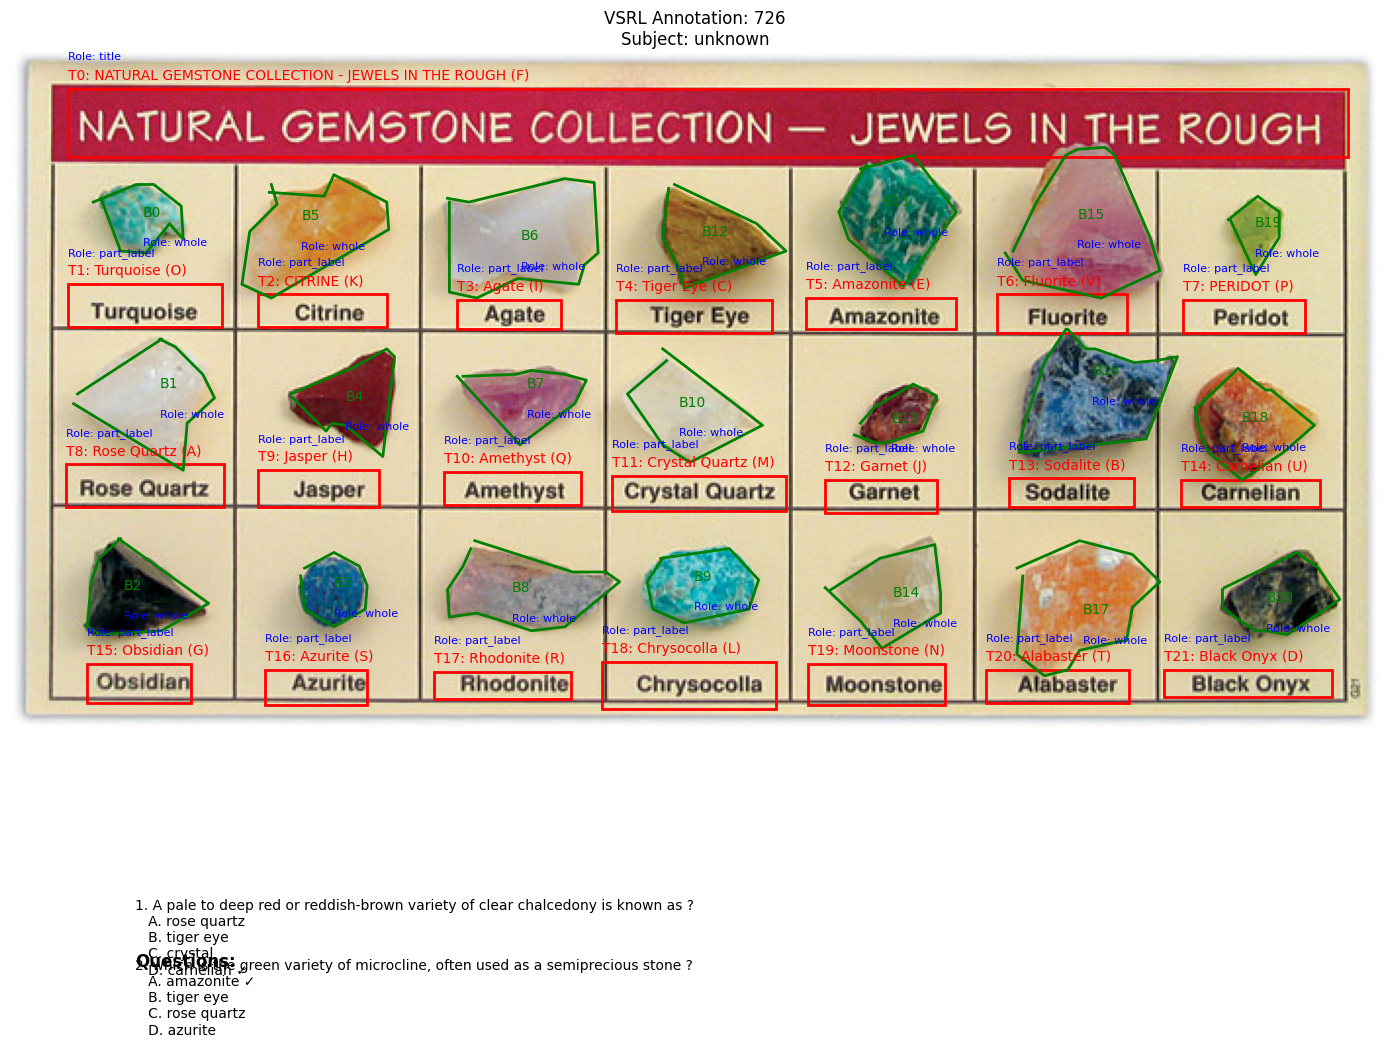 VSRL Annotation: 726
Subject: unknown
Role: title
T0: NATURAL GEMSTONE COLLECTION - JEWELS IN THE ROUGH (F)
NATURAL GEMSTONE COLLECTION — JEWELS IN THE ROUGH
B0
Role: whole
Role: part_label
T1: Turquoise (O)
Turquoise
B5
Role: whole
Role: part_label
T2: CITRINE (K)
Citrine
B6
Role: whole
Role: part_label
T3: Agate (I)
Agate
B12
Role: whole
Role: part_label
T4: Tiger Eye (C)
Tiger Eye
Role: whole
Role: part_label
T5: Amazonite (E)
Amazonite
B15
Role: whole
Role: part_label
T6: Fluorite (V)
Fluorite
B19
Role: whole
Role: part_label
T7: PERIDOT (P)
Peridot
B1
Role: whole
Role: part_label
T8: Rose Quartz (A)
Rose Quartz
B4
Role: whole
Role: part_label
T9: Jasper (H)
Jasper
B7
Role: whole
Role: part_label
T10: Amethyst (Q)
Amethyst
B10
Role: whole
Role: part_label
T11: Crystal Quartz (M)
Crystal Quartz
Role: whole
Role: part_label
T12: Garnet (J)
Garnet
Role: whole
Role: part_label
T13: Sodalite (B)
Sodalite
B18
Role: whole
Role: part_label
T14: Carnelian (U)
Carnelian
B2
Role: whole
Role: part_label
T15: Obsidian (G)
Obsidian
Role: whole
Role: part_label
T16: Azurite (S)
Azurite
B8
Role: whole
Role: part_label
T17: Rhodonite (R)
Rhodonite
B9
Role: whole
Role: part_label
T18: Chrysocolla (L)
Chrysocolla
B14
Role: whole
Role: part_label
T19: Moonstone (N)
Moonstone
B17
Role: whole
Role: part_label
T20: Alabaster (T)
Alabaster
Role: whole
Role: part_label
T21: Black Onyx (D)
Black Onyx
G21
1. A pale to deep red or reddish-brown variety of clear chalcedony is known as ?
A. rose quartz
B. tiger eye
C. crystal
Questions:
D. carnelian ✓
2. green variety of microcline, often used as a semiprecious stone ?
A. amazonite ✓
B. tiger eye
C. rose quartz
D. azurite